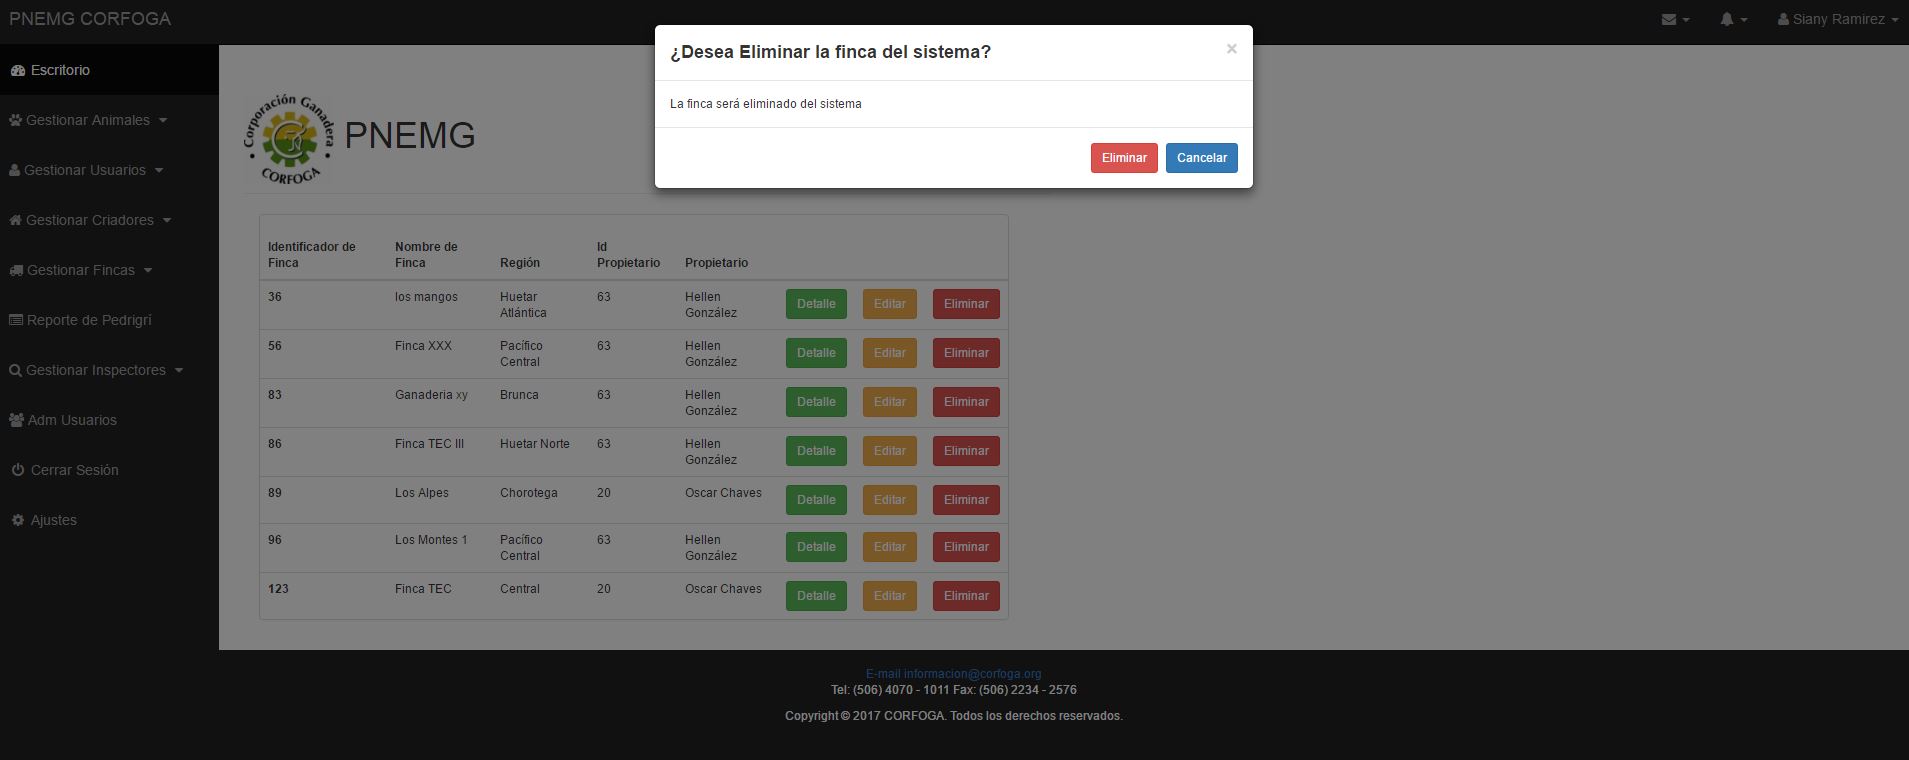 PNEMG CORFOGA
Siany Ramirez
¿Desea Eliminar la finca del sistema?
×
La finca será eliminado del sistema
Eliminar Cancelar
Escritorio
Gestionar Animales
Gestionar Usuarios
Gestionar Criadores
Gestionar Fincas
Reporte de Pedrigrí
Gestionar Inspectores
Adm Usuarios
Cerrar Sesión
Ajustes
Corporación Ganadera
CORFOGA
PNEMG
Identificador de Finca Nombre de Finca Región Id Propietario Propietario
36 los mangos Huetar Atlántica 63 Hellen González Detalle Editar Eliminar
56 Finca XXX Pacífico Central 63 Hellen González Detalle Editar Eliminar
83 Ganaderia xy Brunca 63 Hellen González Detalle Editar Eliminar
86 Finca TEC III Huetar Norte 63 Hellen González Detalle Editar Eliminar
89 Los Alpes Chorotega 20 Oscar Chaves Detalle Editar Eliminar
96 Los Montes 1 Pacífico Central 63 Hellen González Detalle Editar Eliminar
123 Finca TEC Central 20 Oscar Chaves Detalle Editar Eliminar
E-mail informacion@corfoga.org
Tel: (506) 4070 - 1011 Fax: (506) 2234 - 2576
Copyright © 2017 CORFOGA. Todos los derechos reservados.